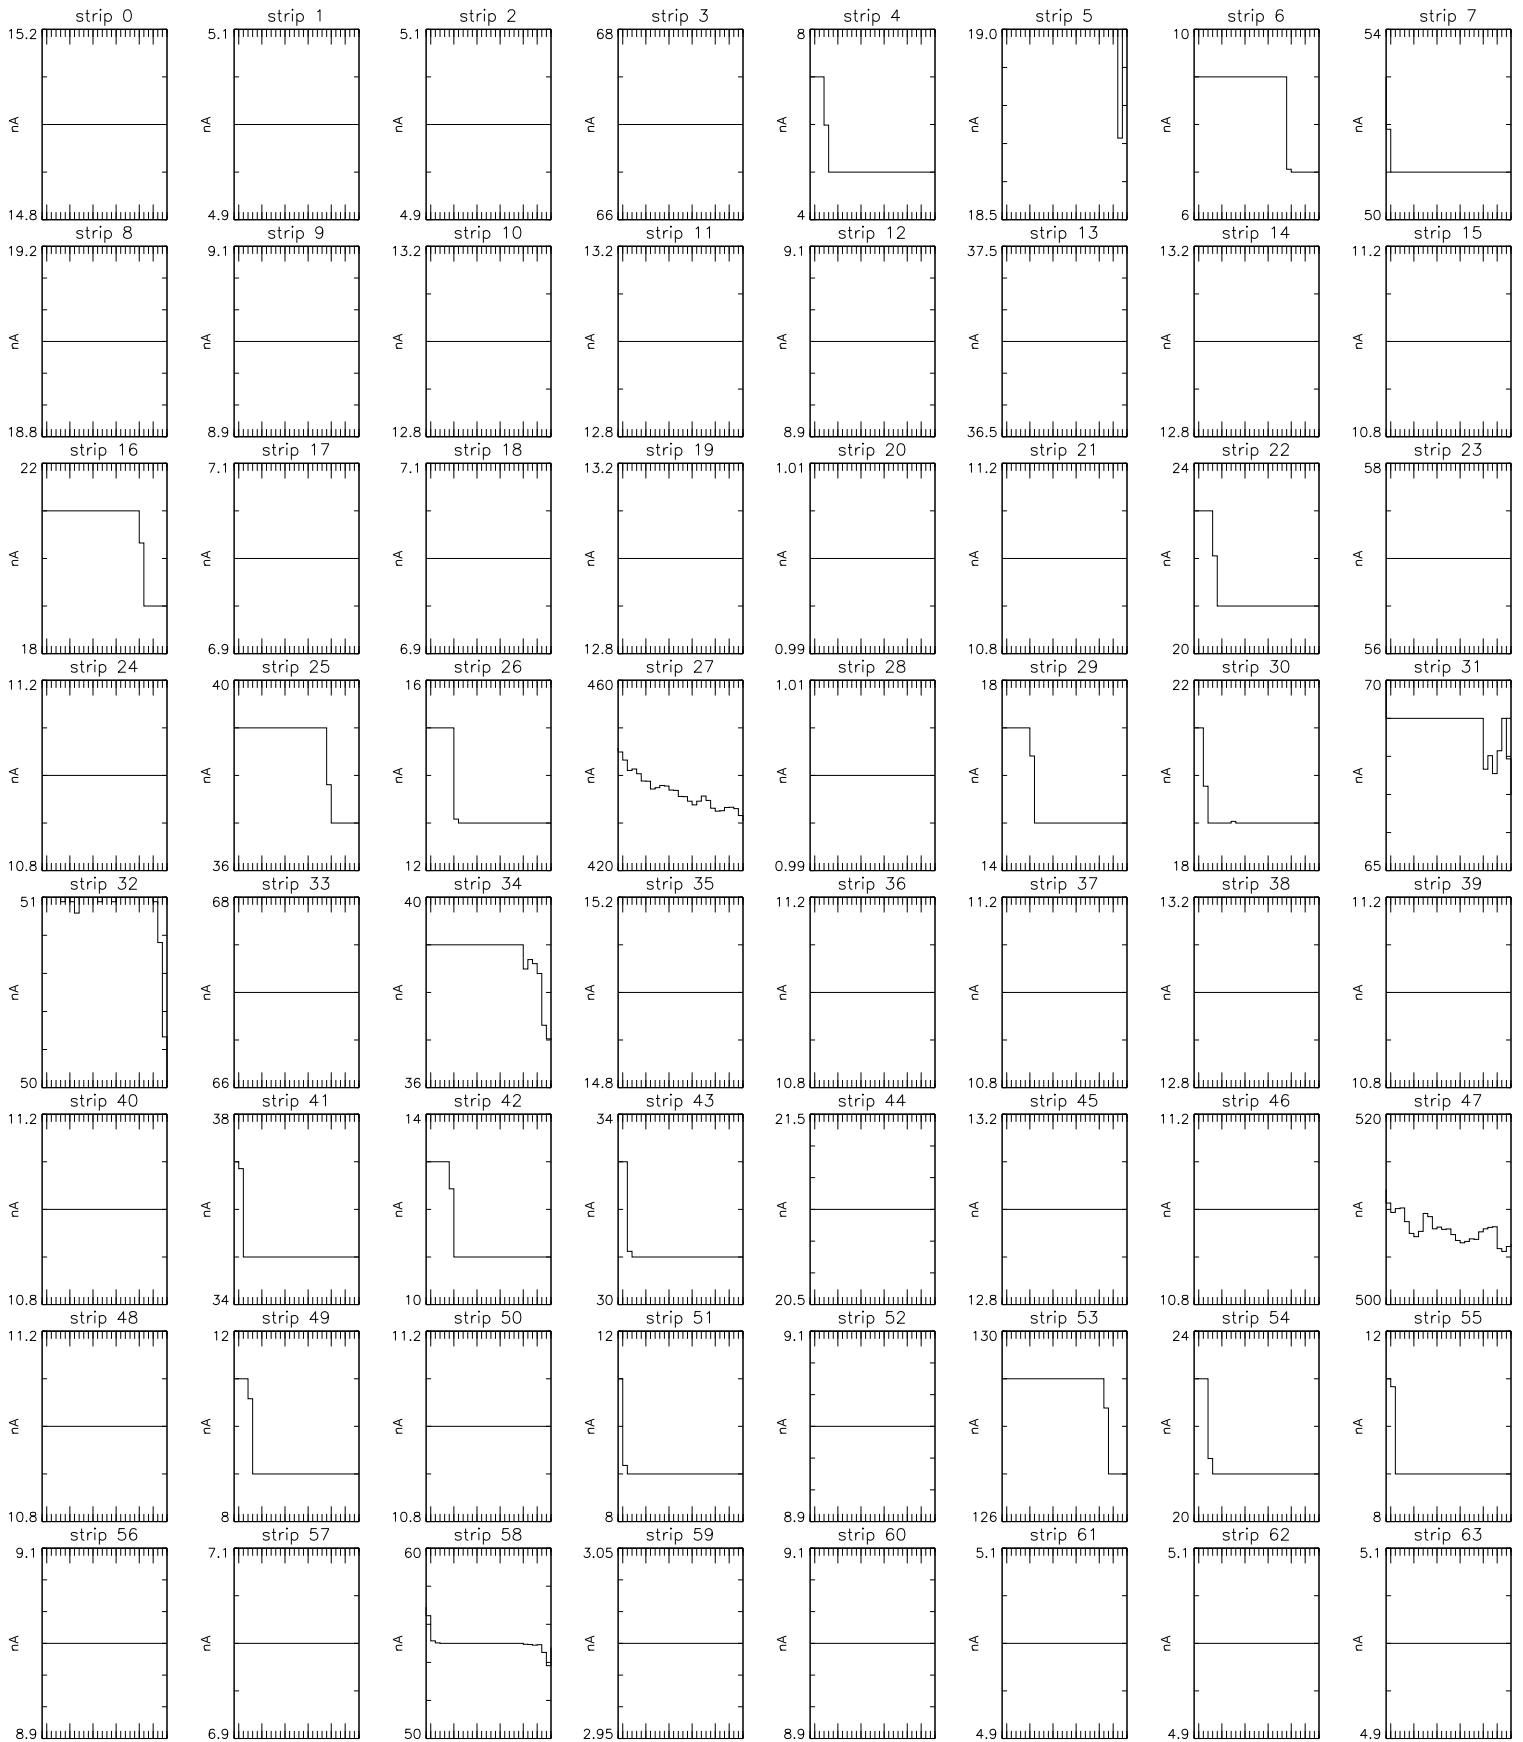 strip 0 strip 1 strip 2 strip 3 strip 4 strip 5 strip 6 strip 7
15.2 5.1 5.1 68 8 19.0 10 54
nA nA nA nA nA nA nA nA
14.8 4.9 4.9 66 4 18.5 6 50
strip 8 strip 9 strip 10 strip 11 strip 12 strip 13 strip 14 strip 15
19.2 9.1 13.2 13.2 9.1 37.5 13.2 11.2
nA nA nA nA nA nA nA nA
18.8 8.9 12.8 12.8 8.9 36.5 12.8 10.8
strip 16 strip 17 strip 18 strip 19 strip 20 strip 21 strip 22 strip 23
22 7.1 7.1 13.2 1.01 11.2 24 58
nA nA nA nA nA nA nA nA
18 6.9 6.9 12.8 0.99 10.8 20 56
strip 24 strip 25 strip 26 strip 27 strip 28 strip 29 strip 30 strip 31
11.2 40 16 460 1.01 18 22 70
nA nA nA nA nA nA nA nA
10.8 36 12 420 0.99 14 18 65
strip 32 strip 33 strip 34 strip 35 strip 36 strip 37 strip 38 strip 39
51 68 40 15.2 11.2 11.2 13.2 11.2
nA nA nA nA nA nA nA nA
50 66 36 14.8 10.8 10.8 12.8 10.8
strip 40 strip 41 strip 42 strip 43 strip 44 strip 45 strip 46 strip 47
11.2 38 14 34 21.5 13.2 11.2 520
nA nA nA nA nA nA nA nA
10.8 34 10 30 20.5 12.8 10.8 500
strip 48 strip 49 strip 50 strip 51 strip 52 strip 53 strip 54 strip 55
11.2 12 11.2 12 9.1 130 24 12
nA nA nA nA nA nA nA nA
10.8 8 10.8 8 8.9 126 20 8
strip 56 strip 57 strip 58 strip 59 strip 60 strip 61 strip 62 strip 63
9.1 7.1 60 3.05 9.1 5.1 5.1 5.1
nA nA nA nA nA nA nA nA
8.9 6.9 50 2.95 8.9 4.9 4.9 4.9